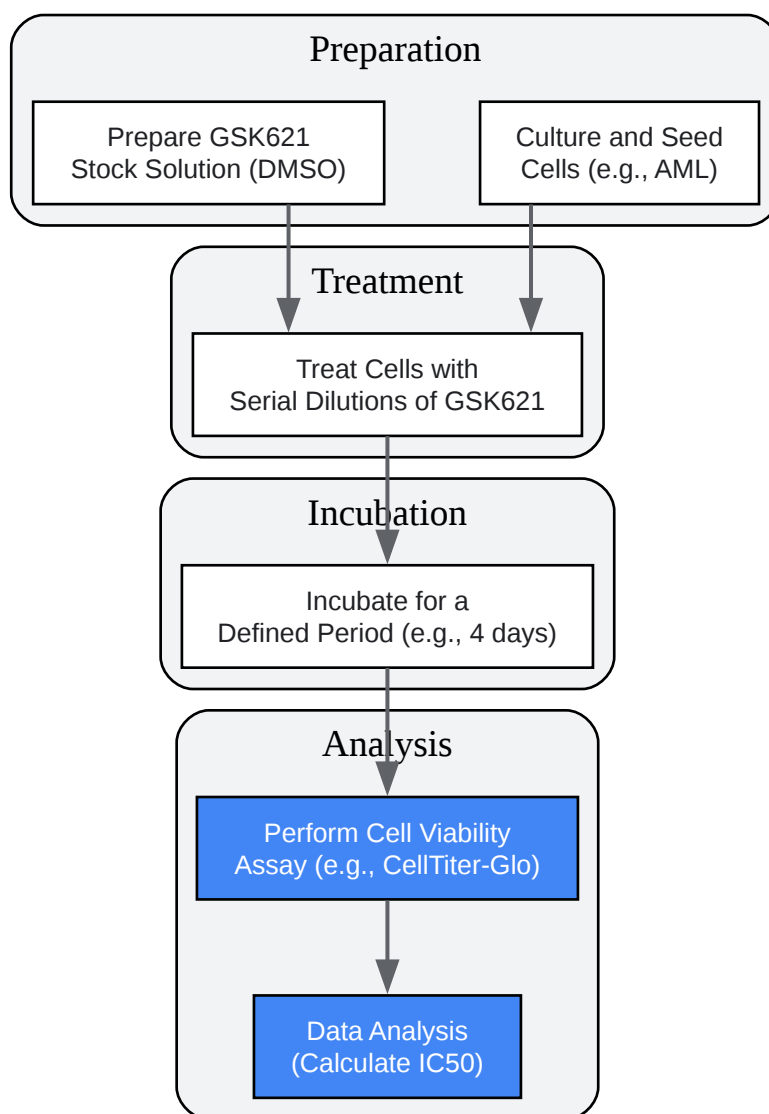 Preparation
Prepare GSK621
Stock Solution (DMSO)
Culture and Seed
Cells (e.g., AML)
Treatment
Treat Cells with
Serial Dilutions of GSK621
Incubation
Incubate for a
Defined Period (e.g., 4 days)
Analysis
Perform Cell Viability
Assay (e.g., CellTiter-Glo)
Data Analysis
(Calculate IC50)